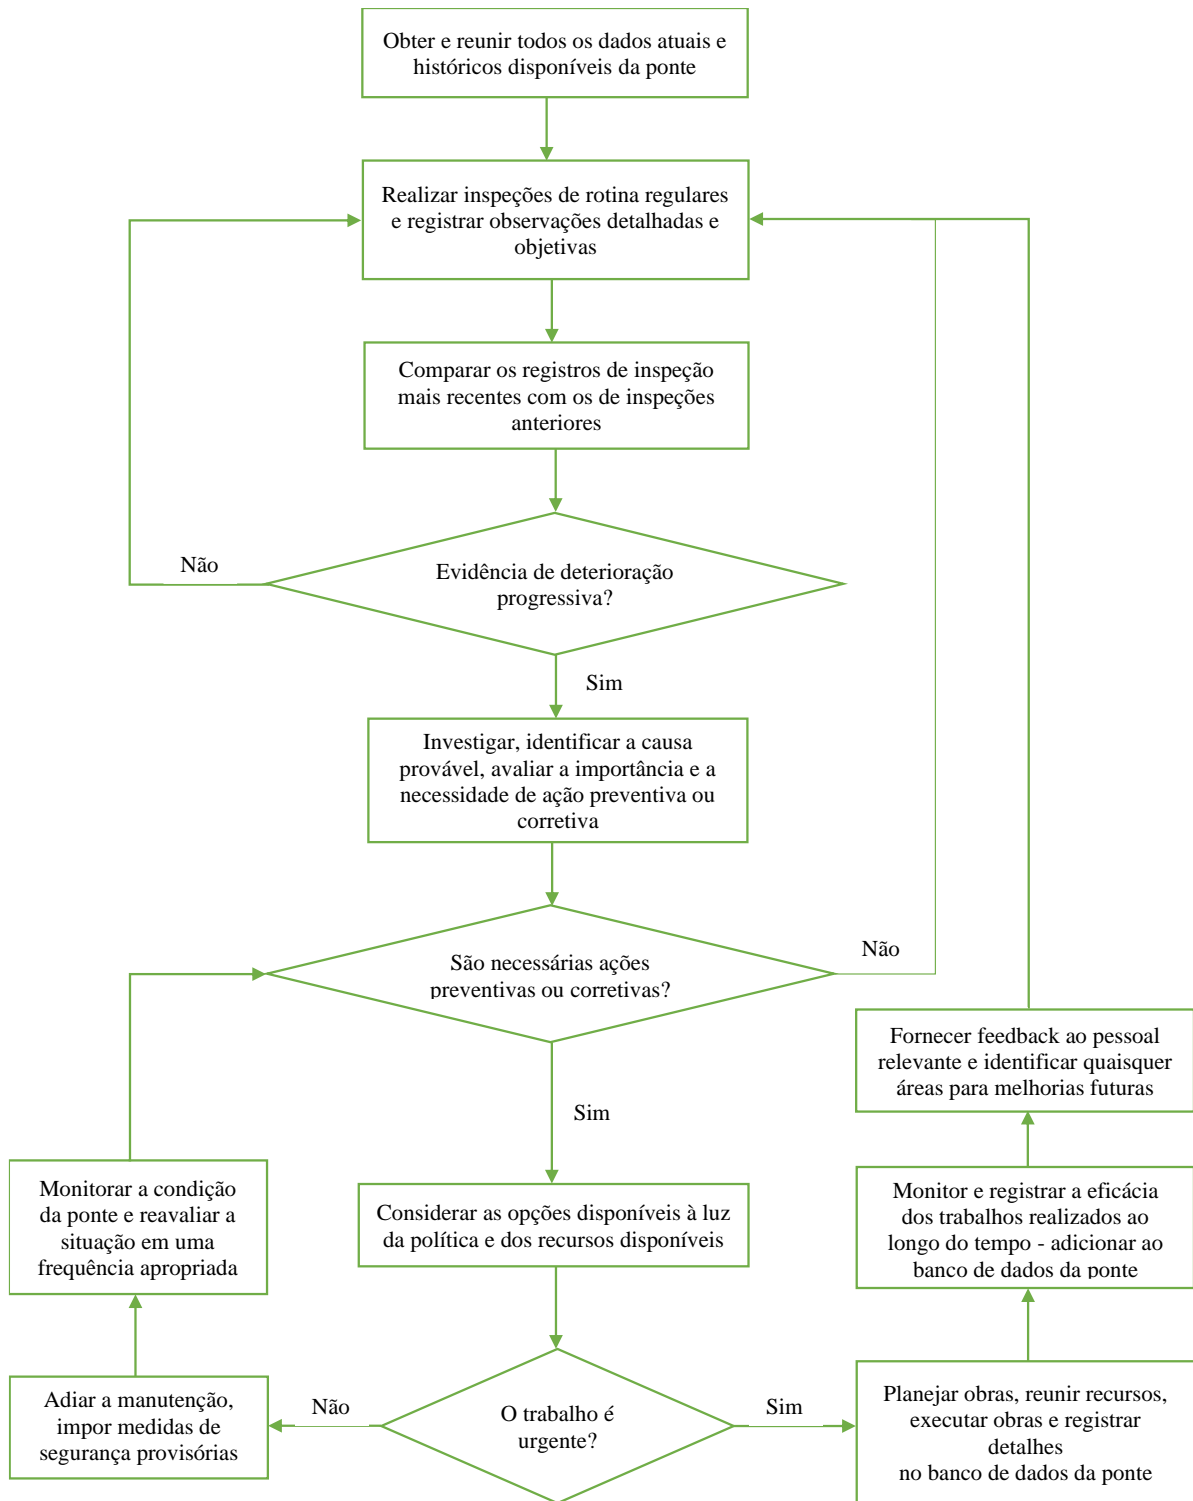 Obter e reunir todos os dados atuais e
históricos disponíveis da ponte
Realizar inspeções de rotina regulares
e registrar observações detalhadas e
objetivas
Comparar os registros de inspeção
mais recentes com os de inspeções
anteriores
Não
Evidência de deterioração
progressiva?
Sim
Investigar, identificar a causa
provável, avaliar a importância e a
necessidade de ação preventiva ou
corretiva
São necessárias ações
preventivas ou corretivas?
Não
Sim
Fornecer feedback ao pessoal
relevante e identificar quaisquer
áreas para melhorias futuras
Monitorar a condição
da ponte e reavaliar a
situação em uma
frequência apropriada
Considerar as opções disponíveis à luz
da política e dos recursos disponíveis
Monitor e registrar a eficácia
dos trabalhos realizados ao
longo do tempo - adicionar ao
banco de dados da ponte
Adiar a manutenção,
impor medidas de
segurança provisórias
Não
O trabalho é
urgente?
Sim
Planejar obras, reunir recursos,
executar obras e registrar
detalhes
no banco de dados da ponte